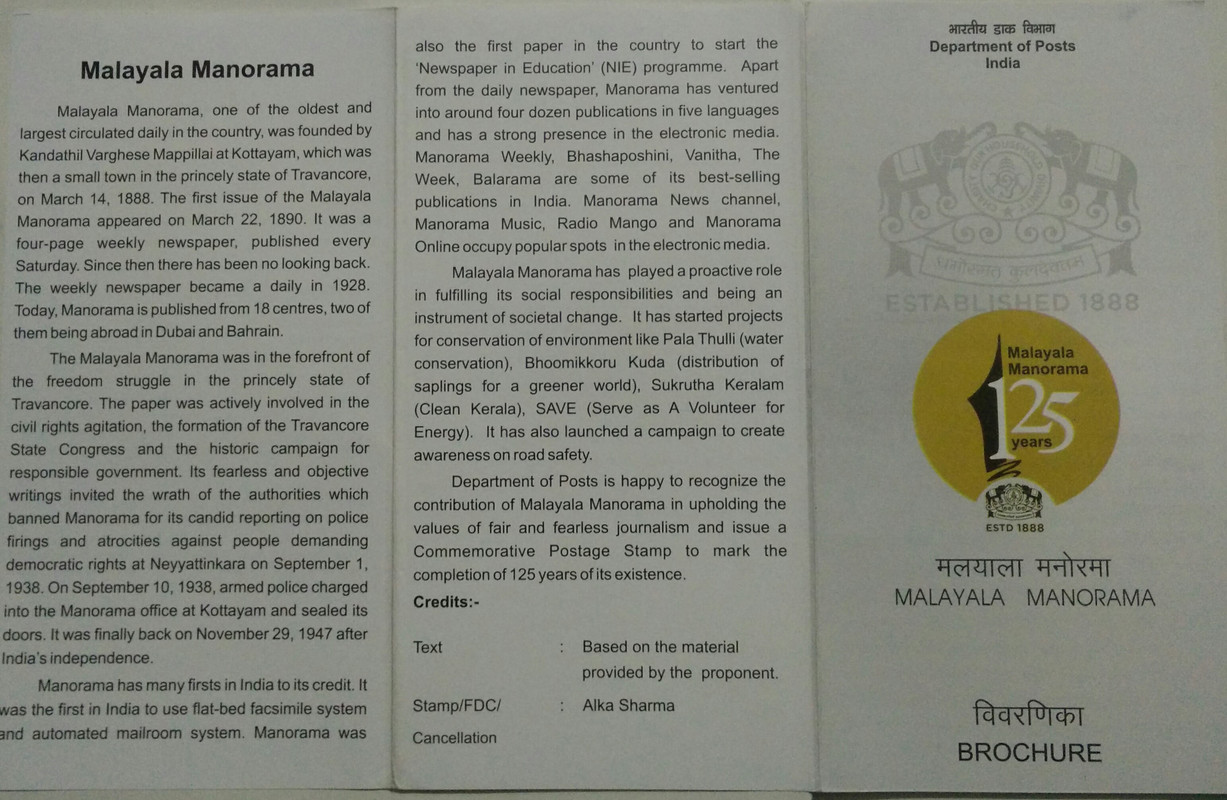 Malayala Manorama
Malayala Manorama, one of the oldest and
largest circulated daily in the country, was founded by
Kandathil Varghese Mappillai at Kottayam, which was
then a small town in the princely state of Travancore,
on March 14, 1888. The first issue of the Malayala
Manorama appeared on March 22, 1890. It was a
four-page weekly newspaper, published every
Saturday. Since then there has been no looking back.
The weekly newspaper became a daily in 1928.
Today, Manorama is published from 18 centres, two of
them being abroad in Dubai and Bahrain.
The Malayala Manorama was in the forefront of
the freedom struggle in the princely state of
Travancore. The paper was actively involved in the
civil rights agitation, the formation of the Travancore
State Congress and the historic campaign for
responsible government. Its fearless and objective
writings invited the wrath of the authorities which
banned Manorama for its candid reporting on police
firings and atrocities against people demanding
democratic rights at Neyyattinkara on September 1,
1938. On September 10, 1938, armed police charged
into the Manorama office at Kottayam and sealed its
doors. It was finally back on November 29, 1947 after
India's independence.
Manorama has many firsts in India to its credit. It
was the first in India to use flat-bed facsimile system
and automated mailroom system. Manorama was
also the first paper in the country to start the
'Newspaper in Education' (NIE) programme. Apart
from the daily newspaper, Manorama has ventured
into around four dozen publications in five languages
and has a strong presence in the electronic media.
Manorama Weekly, Bhashaposhini, Vanitha, The
Week, Balarama are some of its best-selling
publications in India. Manorama News channel,
Manorama Music, Radio Mango and Manorama
Online occupy popular spots in the electronic media.
Malayala Manorama has played a proactive role
in fulfilling its social responsibilities and being an
instrument of societal change. It has started projects
for conservation of environment like Pala Thulli (water
conservation), Bhoomikkoru Kuda (distribution of
saplings for a greener world), Sukrutha Keralam
(Clean Kerala), SAVE (Serve as A Volunteer for
Energy). It has also launched a campaign to create
awareness on road safety.
Department of Posts is happy to recognize the
contribution of Malayala Manorama in upholding the
values of fair and fearless journalism and issue a
Commemorative Postage Stamp to mark the
completion of 125 years of its existence.
Credits:-
Text : Based on the material
provided by the proponent.
Stamp/FDC/ : Alka Sharma
Cancellation
भारतीय डाक विभाग
Department of Posts
India
ESTABLISHED 1888
Malayala
Manorama
125
years
ESTD 1888
मलयाला मनोरमा
MALAYALA MANORAMA
विवरणिका
BROCHURE